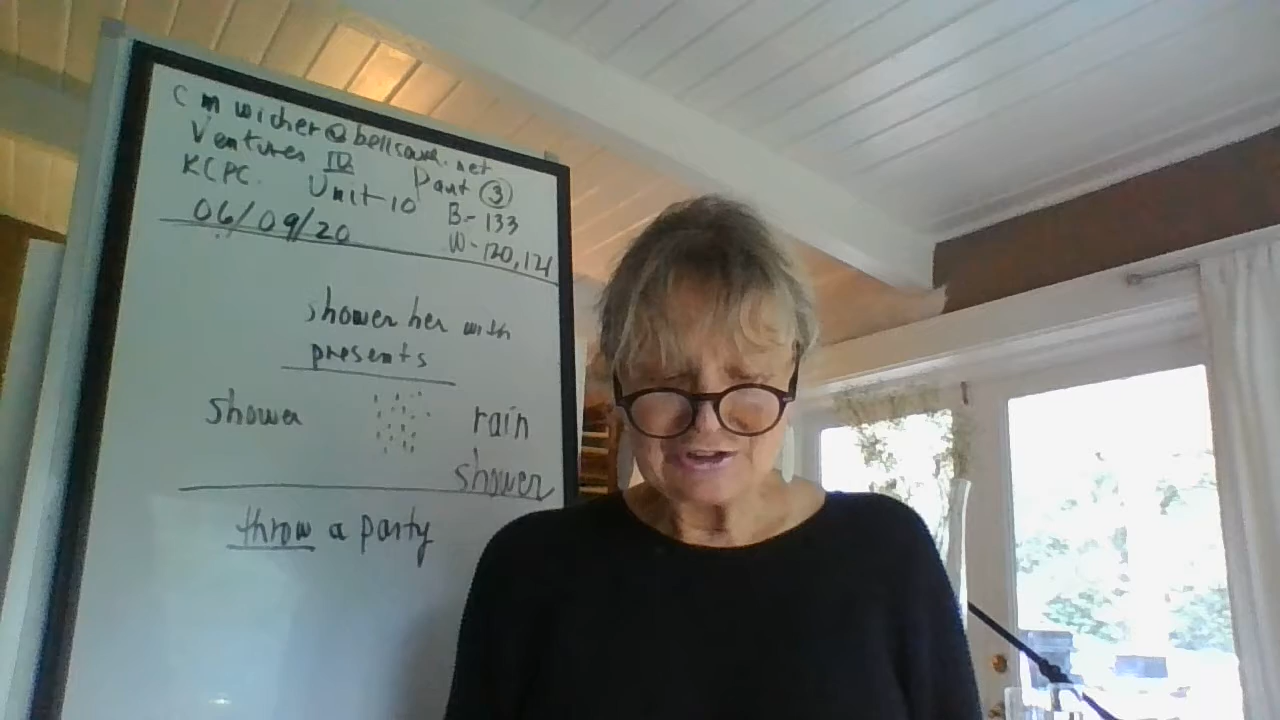 cmwicher@bellsouth.net
Ventures III Part 3
KCPC. Unit-10 B-133
06/09/20 W-120,121
shower her with
presents
shower rain
shower
throw a party